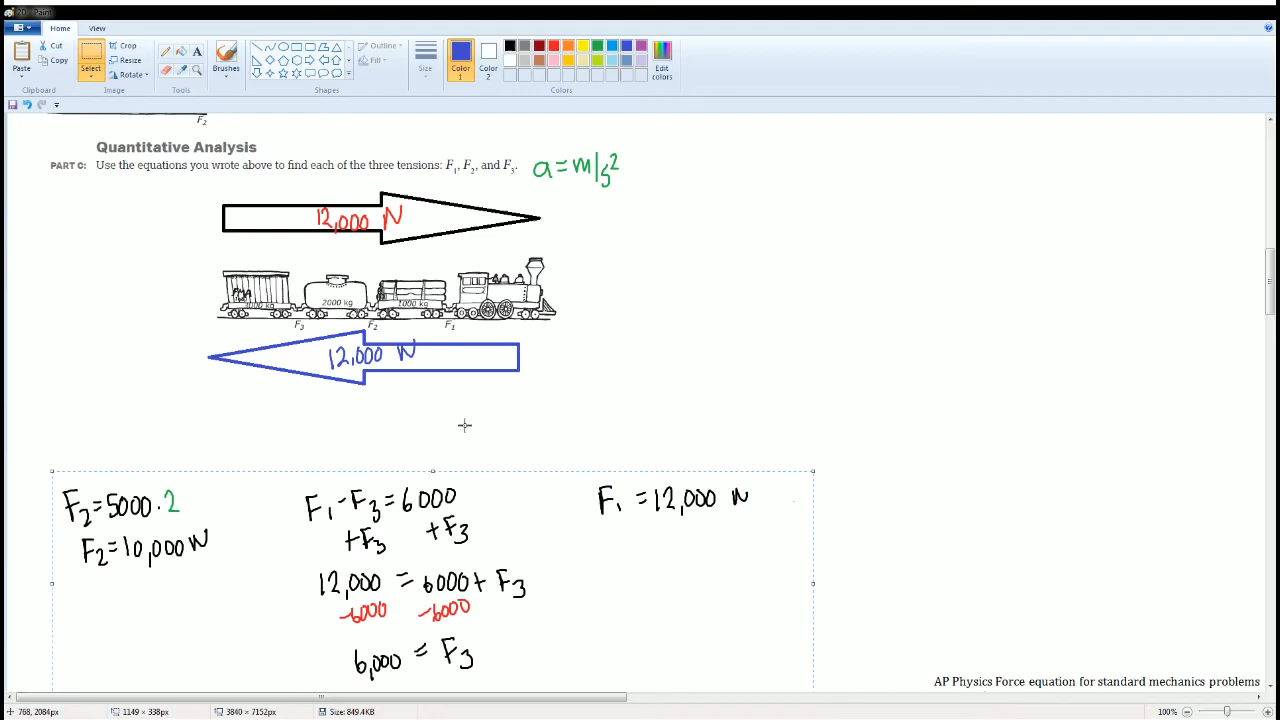 20 - Paint
Home
View
Paste
Cut
Copy
Clipboard
Select
Crop
Resize
Rotate
Image
Tools
Brushes
Shapes
Outline
Fill
Size
Color
1
Color
2
Colors
Edit
colors
F2
Quantitative Analysis
PART C: Use the equations you wrote above to find each of the three tensions: F1, F2, and F3.
a = m/s²
12,000 N
2000 kg
1000 kg
F3 F2 F1
12,000 N
F2 = 5000 · 2
F2 = 10,000 N
F1 - F3 = 6000
+F3 +F3
12,000 = 6000 + F3
-6000 -6000
6,000 = F3
F1 = 12,000 N
AP Physics Force equation for standard mechanics problems
768, 2084px
1149 × 338px
3840 × 7152px
Size: 849.4KB
100%